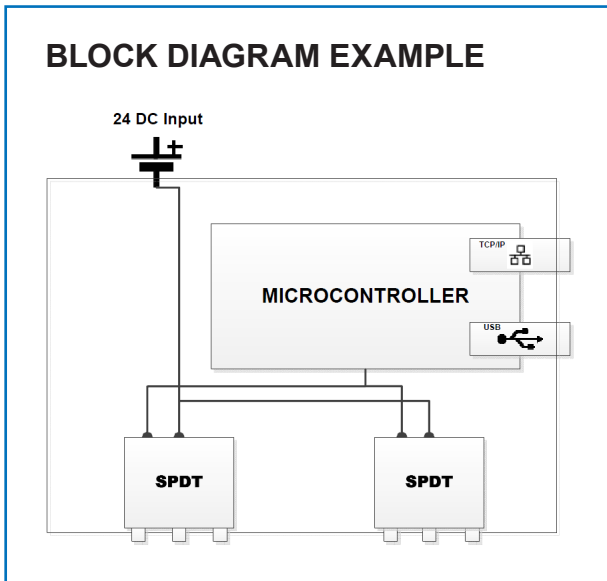 BLOCK DIAGRAM EXAMPLE
24 DC Input
TCP/IP
MICROCONTROLLER
USB
SPDT
SPDT